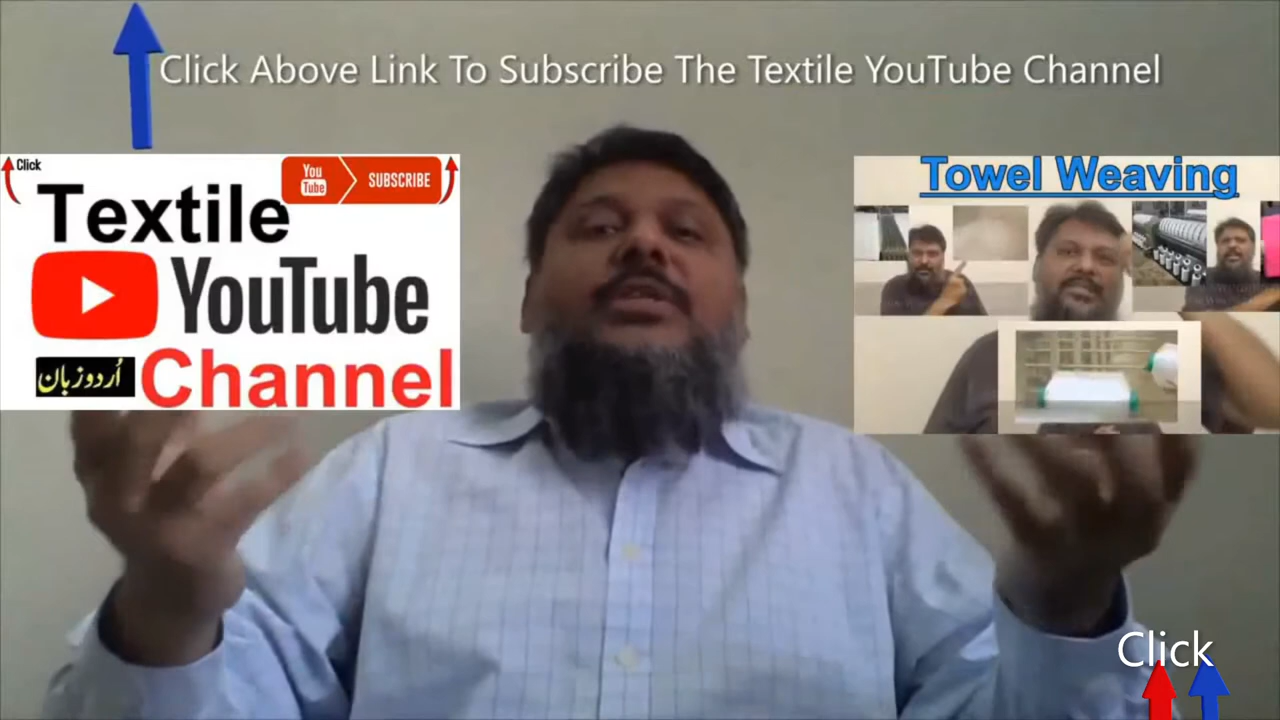 Click Above Link To Subscribe The Textile YouTube Channel
Click
You
Tube
SUBSCRIBE
Textile
YouTube
اُردو زبان
Channel
Towel Weaving
Click